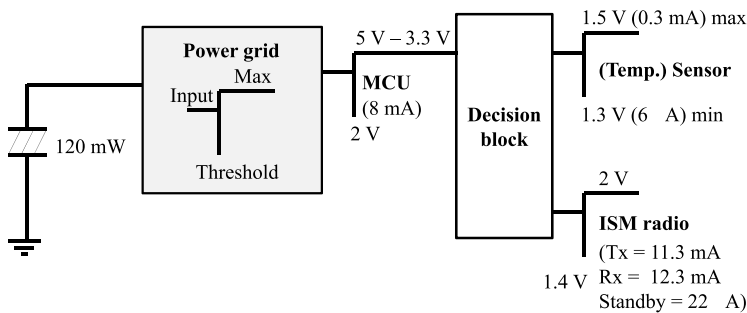 Power grid
Max
Input
Threshold
120 mW
5 V – 3.3 V
MCU
(8 mA)
2 V
Decision
block
1.5 V (0.3 mA) max
(Temp.) Sensor
1.3 V (6 A) min
2 V
ISM radio
(Tx = 11.3 mA
Rx = 12.3 mA
Standby = 22 A)
1.4 V